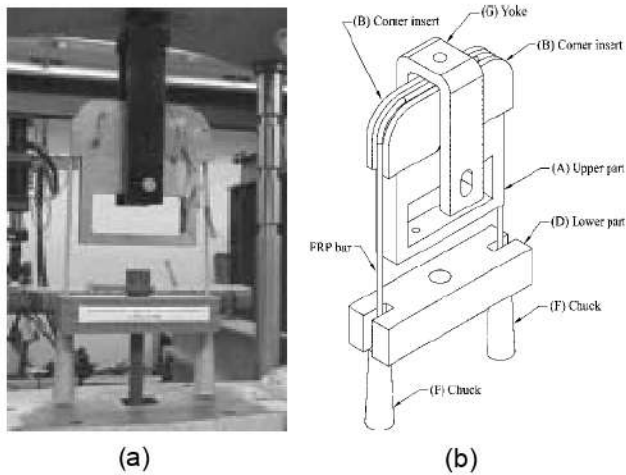 (G) Yoke
(B) Corner insert
(B) Corner insert
(A) Upper part
(D) Lower part
FRP bar
(F) Chuck
(F) Chuck
(a)
(b)